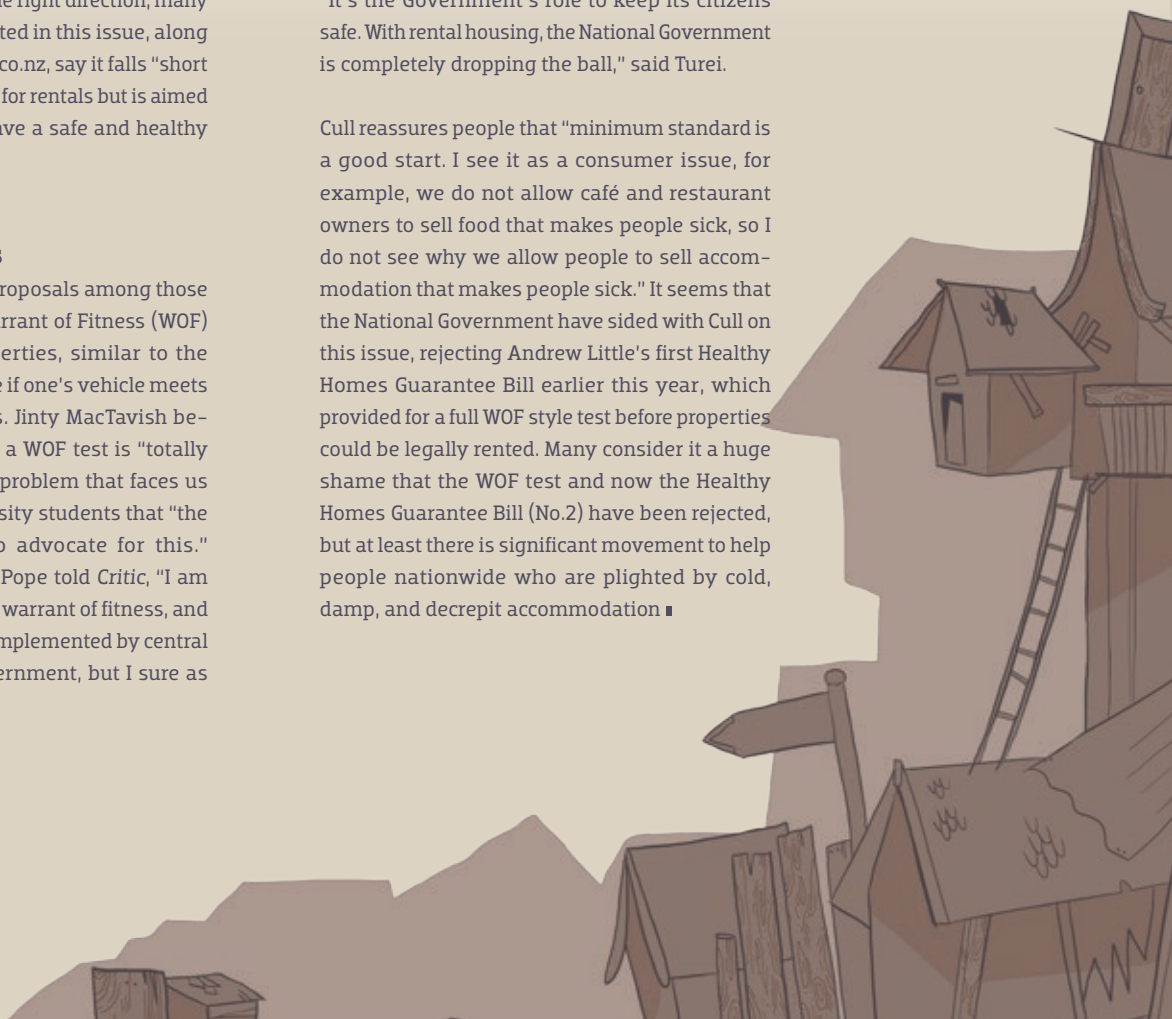 e right direction, many
ted in this issue, along
co.nz, say it falls “short
for rentals but is aimed
ave a safe and healthy
s
roposals among those
rrant of Fitness (WOF)
erties, similar to the
e if one’s vehicle meets
s. Jinty MacTavish be-
a WOF test is “totally
problem that faces us
sity students that “the
o advocate for this.”
Pope told Critic, “I am
warrant of fitness, and
mplemented by central
ernment, but I sure as
“It’s the Government’s role to keep its citizens
safe. With rental housing, the National Government
is completely dropping the ball,” said Turei.
Cull reassures people that “minimum standard is
a good start. I see it as a consumer issue, for
example, we do not allow café and restaurant
owners to sell food that makes people sick, so I
do not see why we allow people to sell accom-
modation that makes people sick.” It seems that
the National Government have sided with Cull on
this issue, rejecting Andrew Little’s first Healthy
Homes Guarantee Bill earlier this year, which
provided for a full WOF style test before properties
could be legally rented. Many consider it a huge
shame that the WOF test and now the Healthy
Homes Guarantee Bill (No.2) have been rejected,
but at least there is significant movement to help
people nationwide who are plighted by cold,
damp, and decrepit accommodation